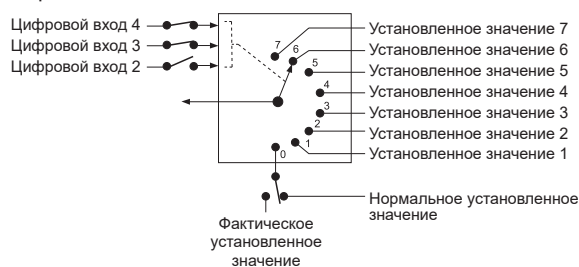 Цифровой вход 4
Цифровой вход 3
Цифровой вход 2
7
6
5
4
3
2
1
0
Установленное значение 7
Установленное значение 6
Установленное значение 5
Установленное значение 4
Установленное значение 3
Установленное значение 2
Установленное значение 1
Нормальное установленное
значение
Фактическое
установленное
значение